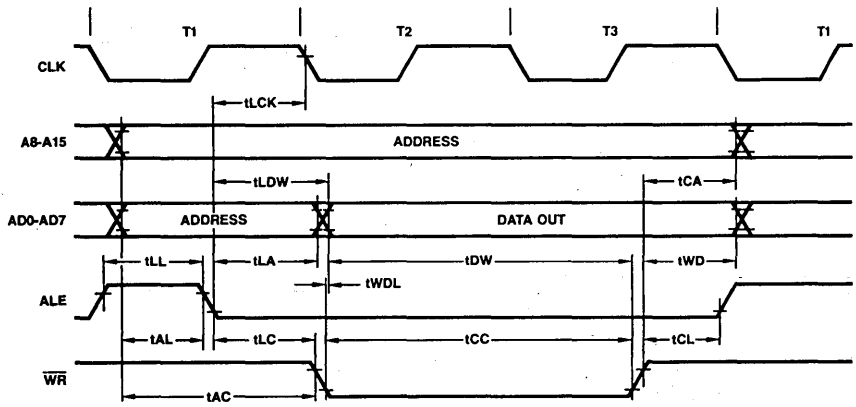 T1 T2 T3 T1
CLK
tLCK
A8-A15 ADDRESS
tLDW tCA
AD0-AD7 ADDRESS DATA OUT
tLL tLA tDW tWD
tWDL
ALE
tAL tLC tCC tCL
WR
tAC